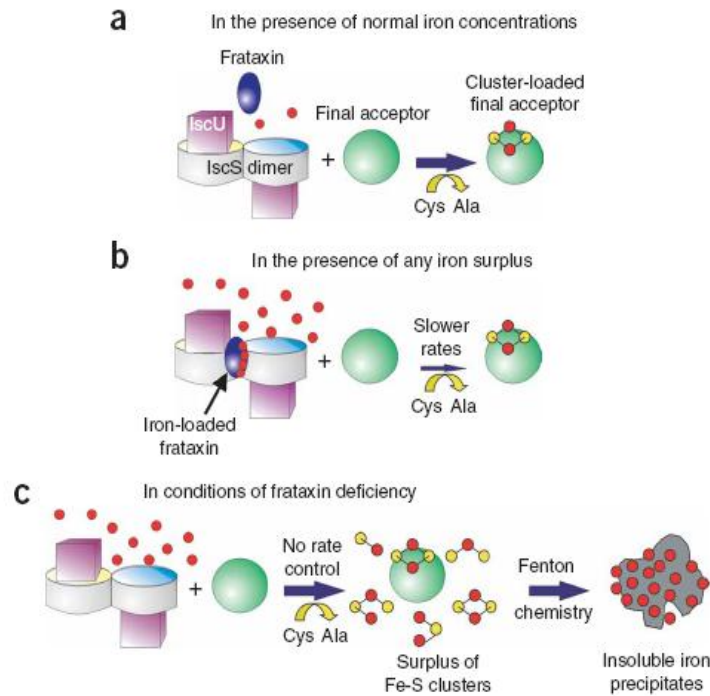 a
In the presence of normal iron concentrations
Frataxin
Cluster-loaded
final acceptor
IscU
Final acceptor
IscS dimer
+
Cys Ala
b
In the presence of any iron surplus
Slower
rates
+
Cys Ala
Iron-loaded
frataxin
c
In conditions of frataxin deficiency
No rate
control
Fenton
chemistry
+
Cys Ala
Surplus of
Fe-S clusters
Insoluble iron
precipitates